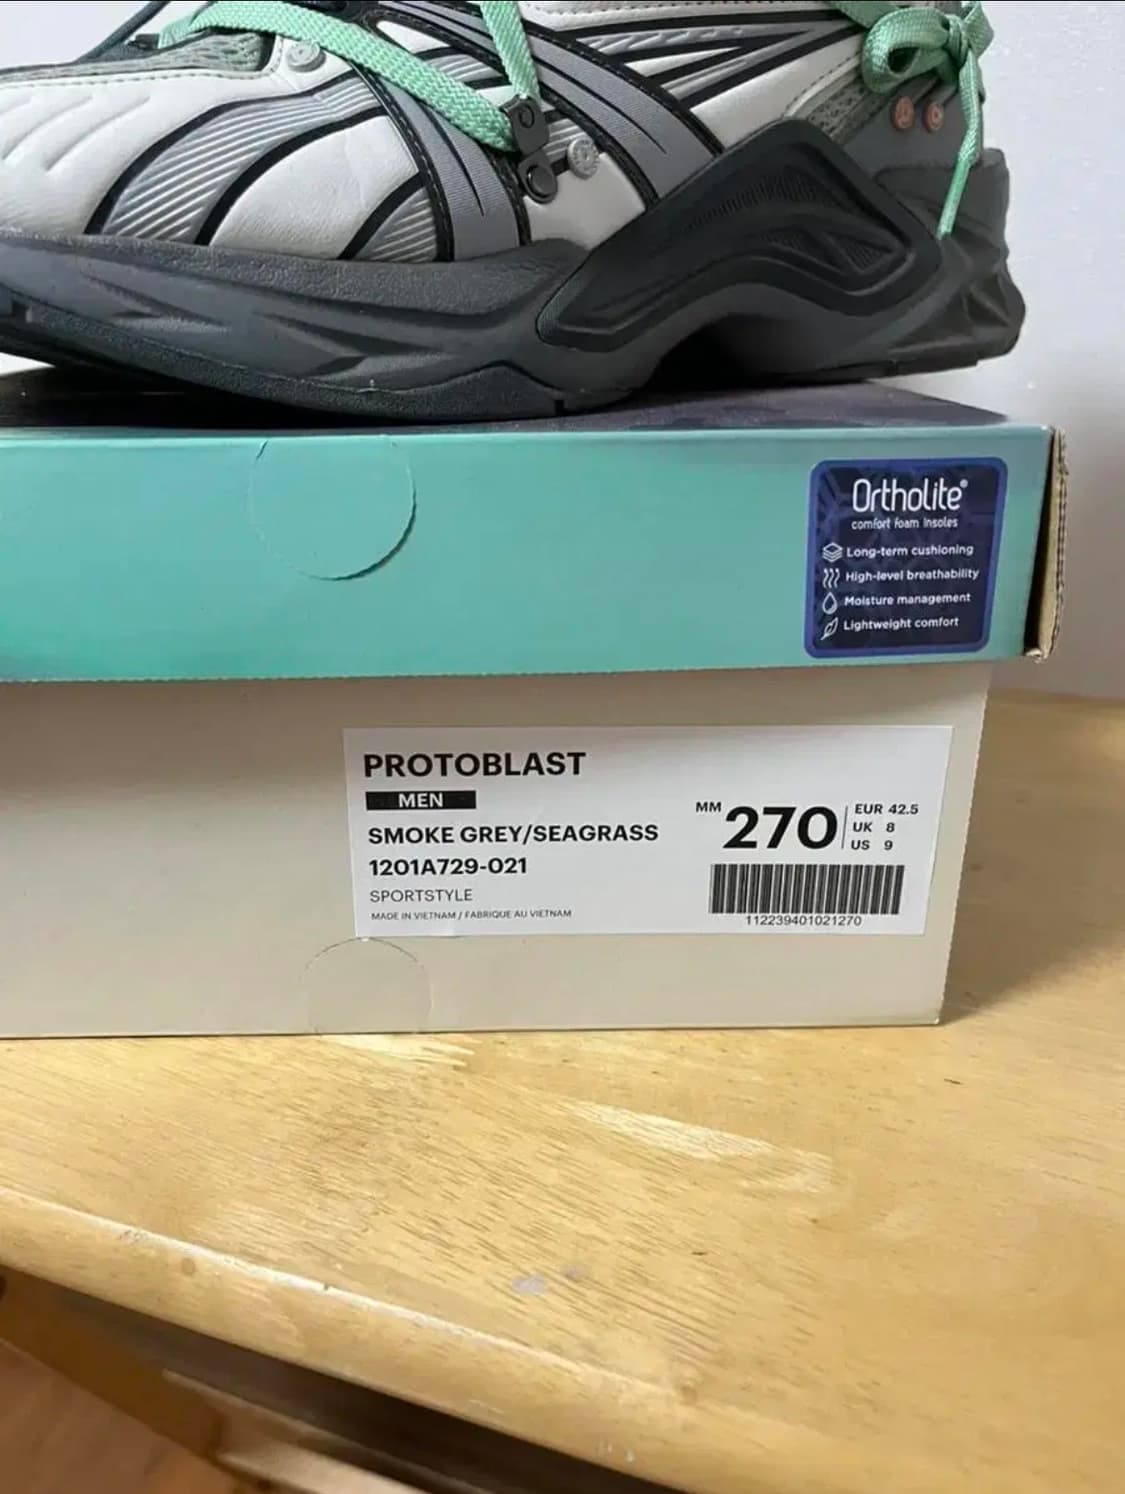 Ortholite®
comfort foam insoles
Long-term cushioning
High-level breathability
Moisture management
Lightweight comfort
PROTOBLAST
MEN
SMOKE GREY/SEAGRASS
1201A729-021
SPORTSTYLE
MADE IN VIETNAM / FABRIQUE AU VIETNAM
MM 270
EUR 42.5
UK 8
US 9
112239401021270